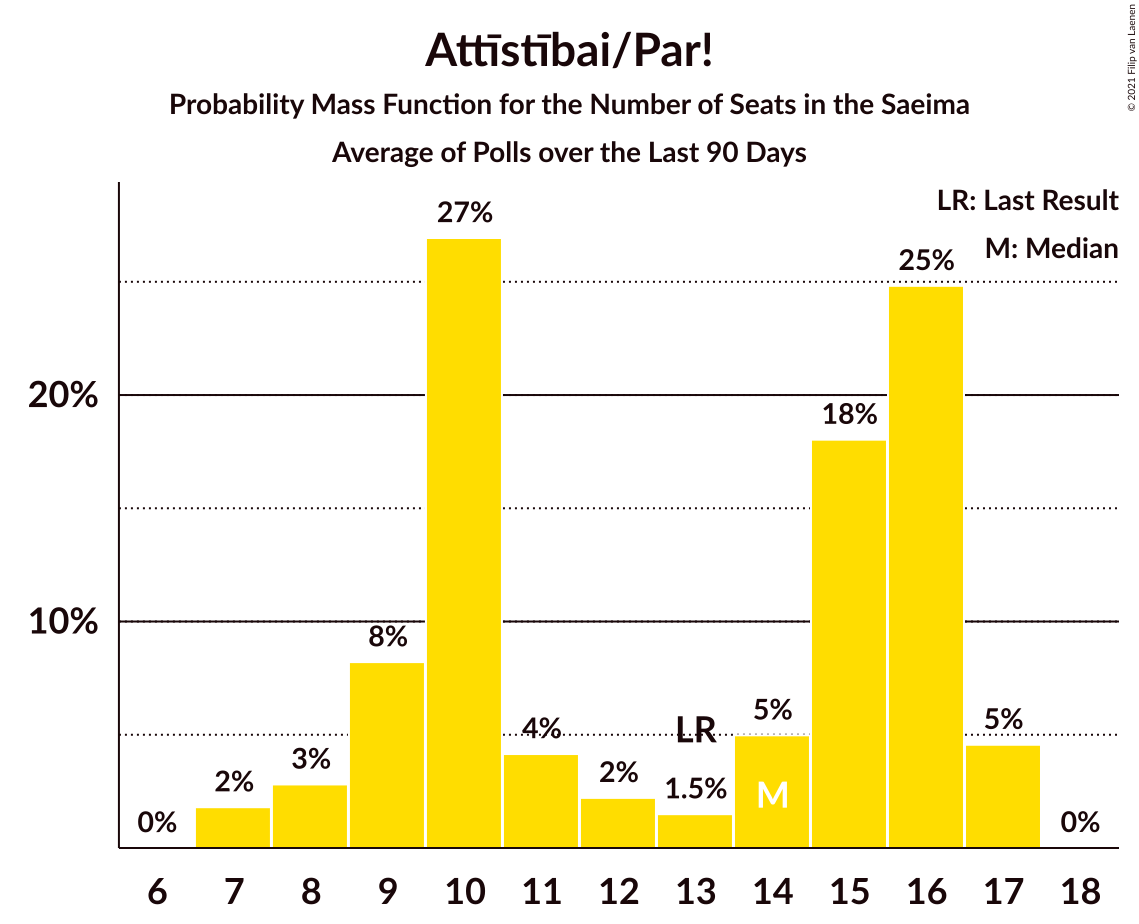 Attīstībai/Par!
Probability Mass Function for the Number of Seats in the Saeima
Average of Polls over the Last 90 Days
© 2021 Filip van Laenen
LR: Last Result
M: Median
20%
10%
0%
2%
3%
8%
27%
4%
2%
1.5%
LR
5%
M
18%
25%
5%
0%
6 7 8 9 10 11 12 13 14 15 16 17 18